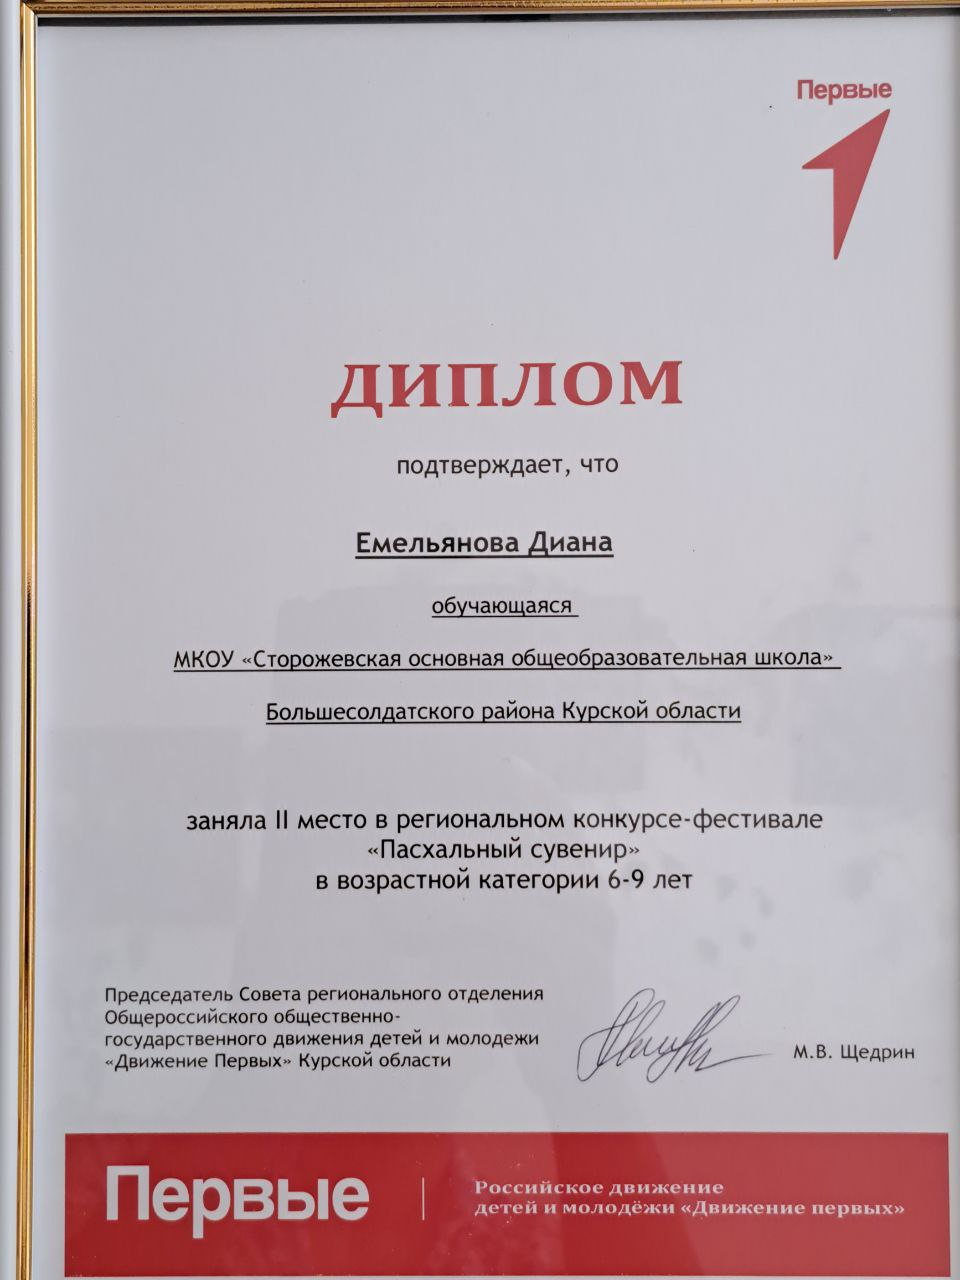 Первые
ДИПЛОМ
подтверждает, что
Емельянова Диана
обучающаяся
МКОУ «Сторожевская основная общеобразовательная школа»
Большесолдатского района Курской области
заняла II место в региональном конкурсе-фестивале
«Пасхальный сувенир»
в возрастной категории 6-9 лет
Председатель Совета регионального отделения
Общероссийского общественно-
государственного движения детей и молодежи
«Движение Первых» Курской области
М.В. Щедрин
Первые
Российское движение
детей и молодёжи «Движение первых»